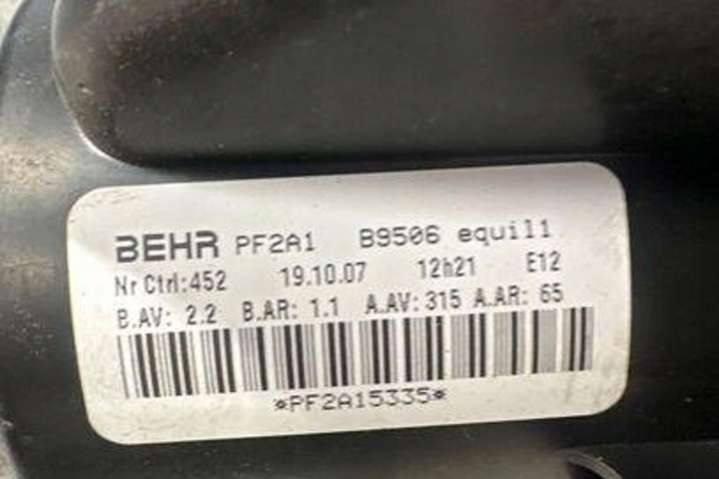 BEHR PF2A1 B9506 equil1
Nr Ctrl:452 19.10.07 12h21 E12
B.AV: 2.2 B.AR: 1.1 A.AV:315 A.AR: 65
*PF2A15335*